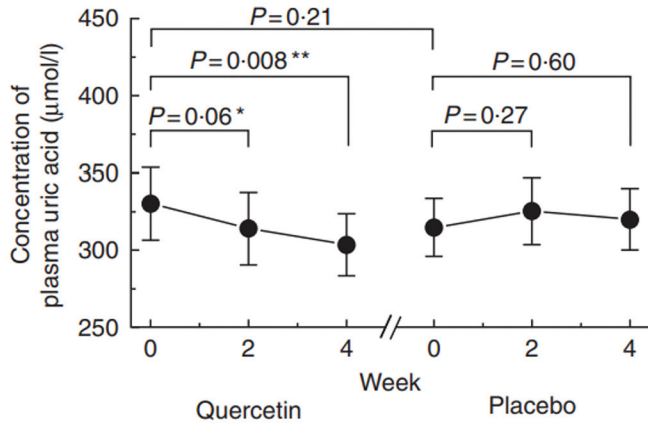 Concentration of
plasma uric acid (μmol/l)
450
400
350
300
250
P=0·21
P=0·008**
P=0·06*
P=0·60
P=0·27
0 2 4 0 2 4
Week
Quercetin Placebo